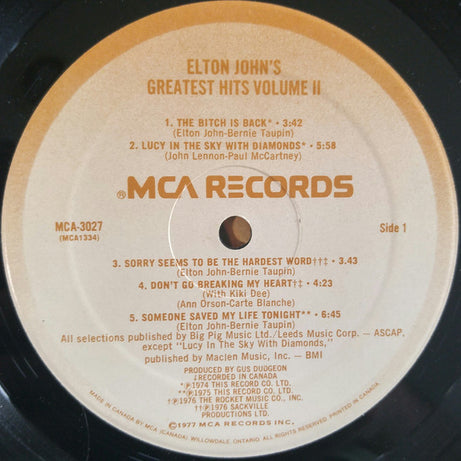 ELTON JOHN'S
GREATEST HITS VOLUME II
1. THE BITCH IS BACK* • 3:42
(Elton John-Bernie Taupin)
2. LUCY IN THE SKY WITH DIAMONDS* • 5:58
(John Lennon-Paul McCartney)
®MCA RECORDS
MCA-3027
(MCA1334)
Side 1
3. SORRY SEEMS TO BE THE HARDEST WORD††‡ • 3.43
(Elton John-Bernie Taupin)
4. DON'T GO BREAKING MY HEART†‡ • 4:23
(With Kiki Dee)
(Ann Orson-Carte Blanche)
5. SOMEONE SAVED MY LIFE TONIGHT** • 6:45
(Elton John-Bernie Taupin)
All selections published by Big Pig Music Ltd./Leeds Music Corp. — ASCAP,
except "Lucy In The Sky With Diamonds,"
published by Maclen Music, Inc. — BMI
PRODUCED BY GUS DUDGEON
‡RECORDED IN CANADA
*℗1974 THIS RECORD CO. LTD.
**℗1975 THIS RECORD CO. LTD.
†℗1976 THE ROCKET MUSIC CO., INC.
††℗1976 SACKVILLE
PRODUCTIONS LTD.
©1977 MCA RECORDS INC.
MADE IN CANADA BY MCA (CANADA) WILLOWDALE, ONTARIO. ALL RIGHTS RESERVED. PRINTED IN CANADA.